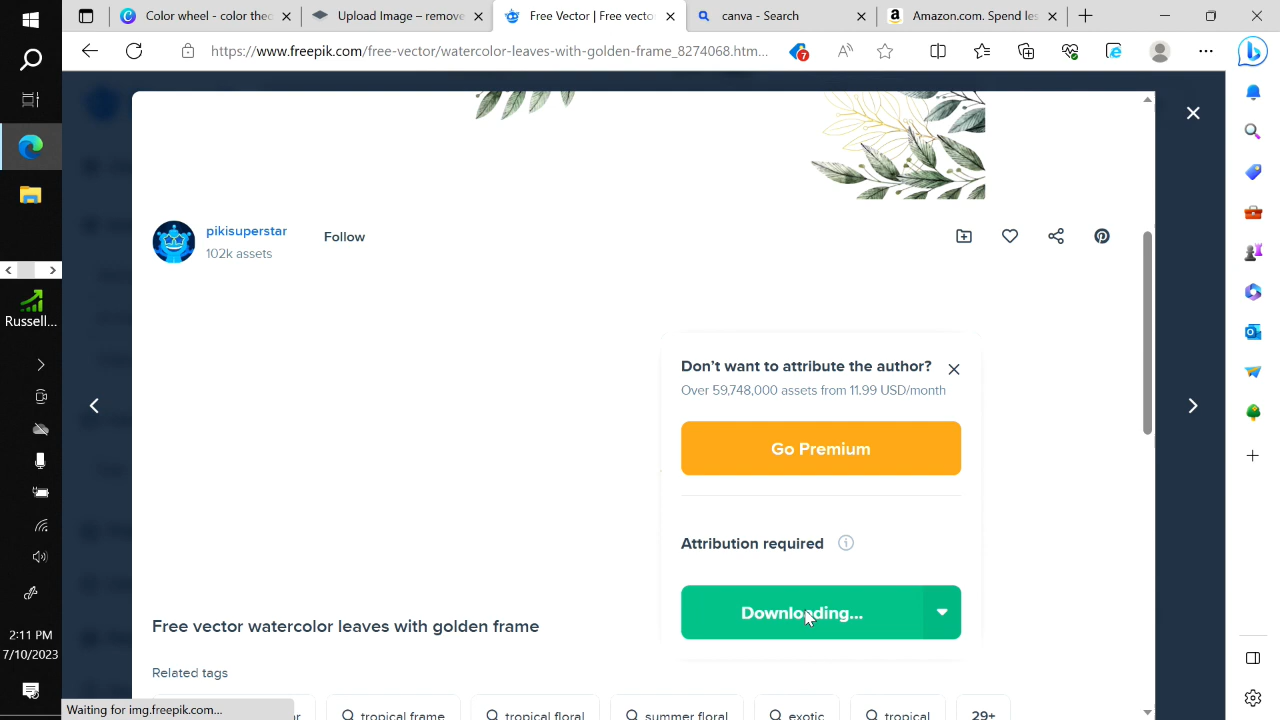 Color wheel - color theo
Upload Image – remove
Free Vector | Free vecto
canva - Search
Amazon.com. Spend les
https://www.freepik.com/free-vector/watercolor-leaves-with-golden-frame_8274068.htm...
7
pikisuperstar
102k assets
Follow
Don't want to attribute the author?
Over 59,748,000 assets from 11.99 USD/month
Go Premium
Attribution required
Downloading...
Free vector watercolor leaves with golden frame
Related tags
tropical frame
tropical floral
summer floral
exotic
tropical
29+
Waiting for img.freepik.com...
Russell...
2:11 PM
7/10/2023